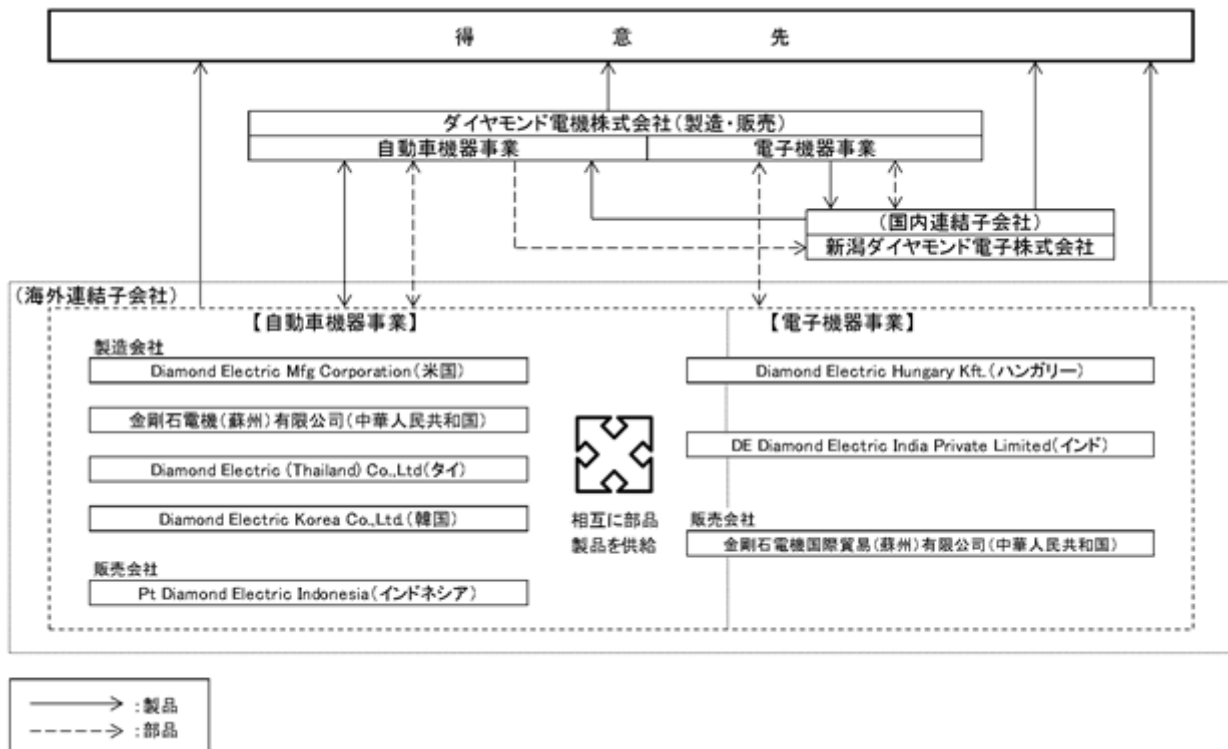 得意先
ダイヤモンド電機株式会社(製造・販売)
自動車機器事業
電子機器事業
(国内連結子会社)
新潟ダイヤモンド電子株式会社
(海外連結子会社)
【自動車機器事業】
【電子機器事業】
製造会社
Diamond Electric Mfg Corporation(米国)
Diamond Electric Hungary Kft.(ハンガリー)
金剛石電機(蘇州)有限公司(中華人民共和国)
DE Diamond Electric India Private Limited(インド)
Diamond Electric (Thailand) Co.,Ltd(タイ)
Diamond Electric Korea Co.,Ltd.(韓国)
相互に部品
製品を供給
販売会社
金剛石電機国際貿易(蘇州)有限公司(中華人民共和国)
販売会社
Pt Diamond Electric Indonesia(インドネシア)
:製品
:部品